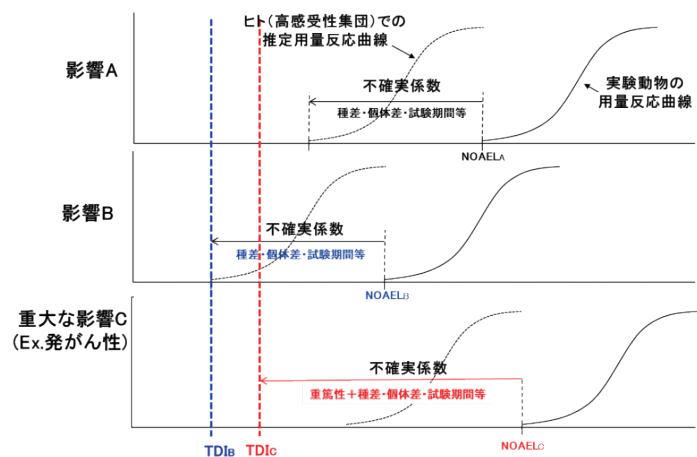 ヒト（高感受性集団）での
推定用量反応曲線
影響A
不確実係数
種差・個体差・試験期間等
実験動物の
用量反応曲線
NOAELA
影響B
不確実係数
種差・個体差・試験期間等
NOAELB
重大な影響C
(Ex.発がん性)
不確実係数
重篤性＋種差・個体差・試験期間等
NOAELC
TDIB
TDIC